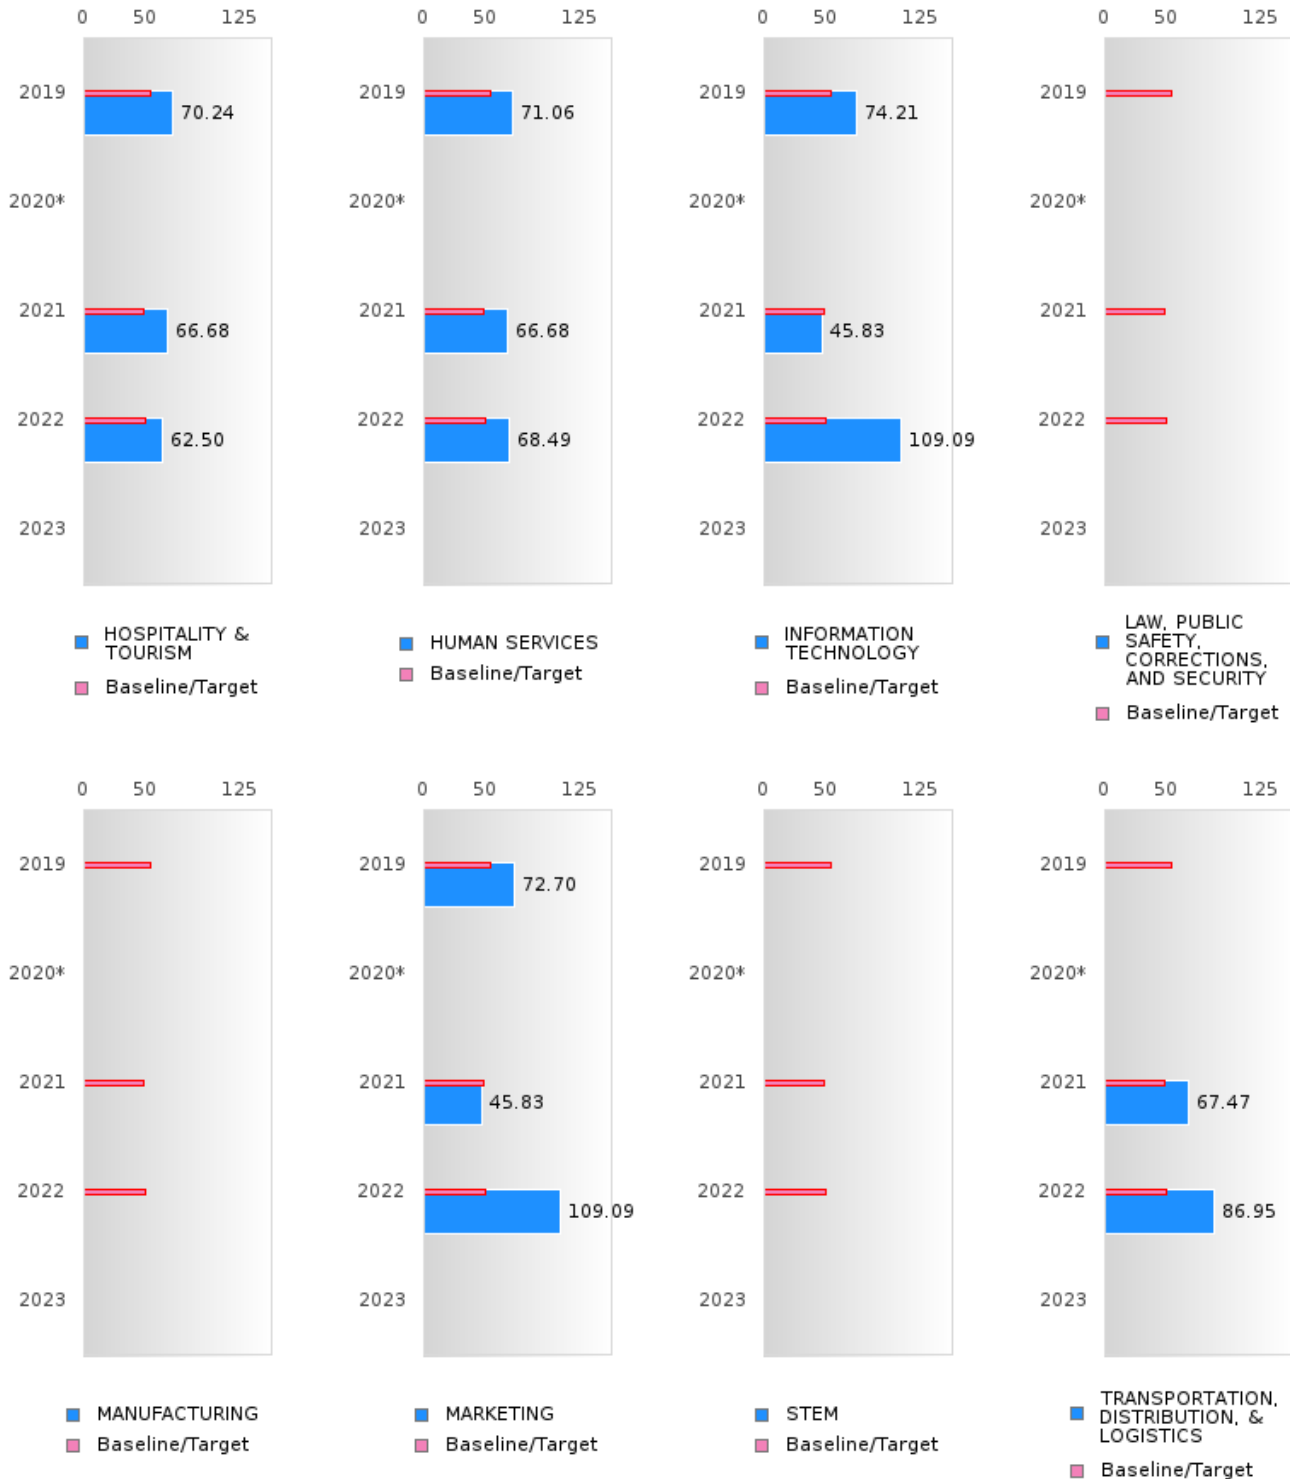 0 50 125 0 50 125 0 50 125 0 50 125
2019 70.24 2019 71.06 2019 74.21 2019
2020* 2020* 2020* 2020*
2021 66.68 2021 66.68 2021 45.83 2021
2022 62.50 2022 68.49 2022 109.09 2022
2023 2023 2023 2023
HOSPITALITY &
TOURISM
Baseline/Target
HUMAN SERVICES
Baseline/Target
INFORMATION
TECHNOLOGY
Baseline/Target
LAW, PUBLIC
SAFETY,
CORRECTIONS,
AND SECURITY
Baseline/Target
0 50 125 0 50 125 0 50 125 0 50 125
2019 2019 72.70 2019 2019
2020* 2020* 2020* 2020*
2021 2021 45.83 2021 2021 67.47
2022 2022 109.09 2022 2022 86.95
2023 2023 2023 2023
MANUFACTURING
Baseline/Target
MARKETING
Baseline/Target
STEM
Baseline/Target
TRANSPORTATION,
DISTRIBUTION, &
LOGISTICS
Baseline/Target